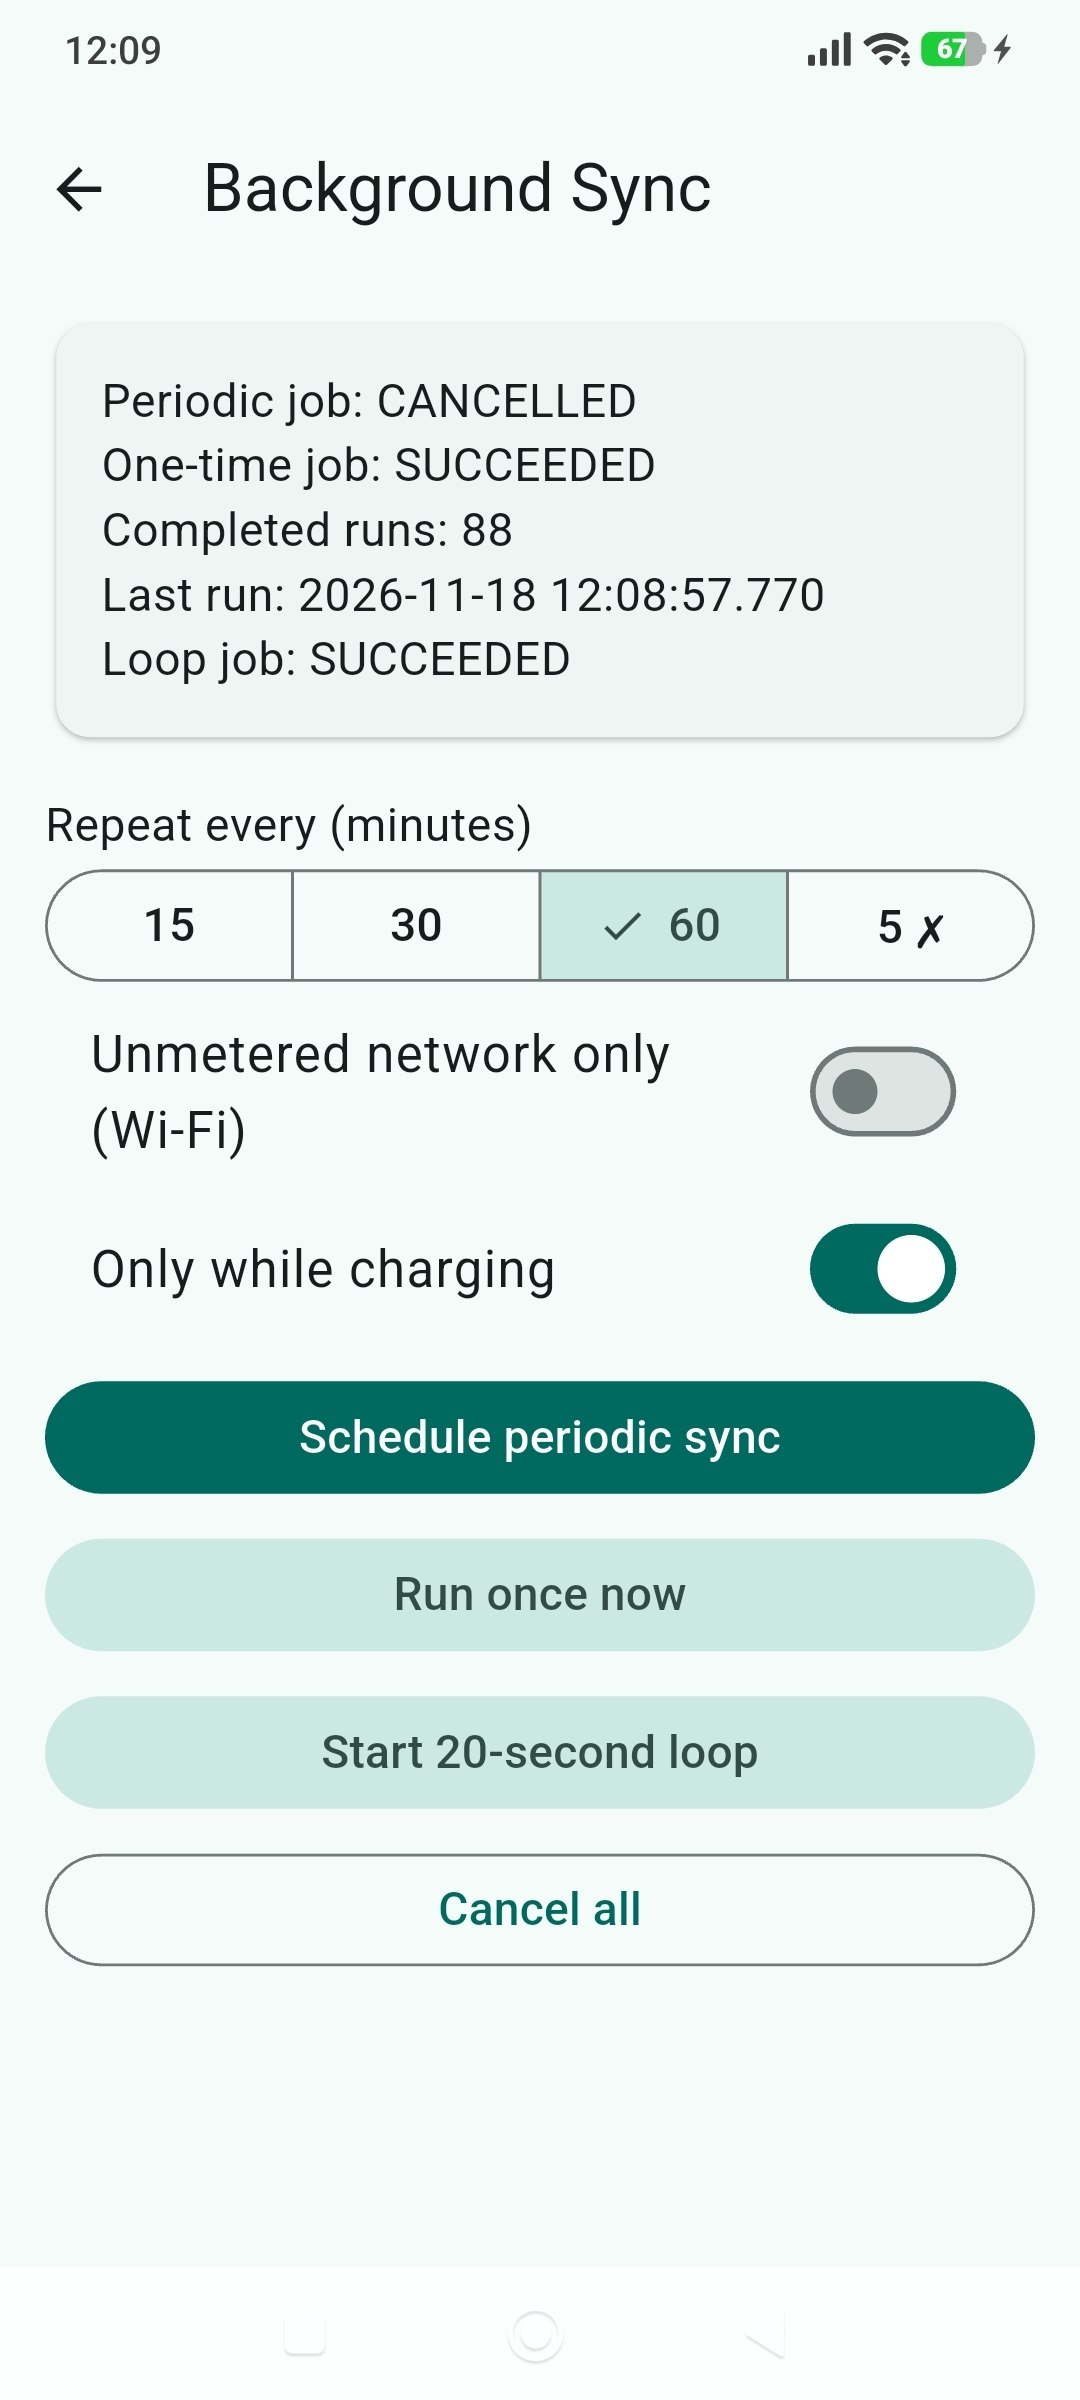 12:09
67
Background Sync
Periodic job: CANCELLED
One-time job: SUCCEEDED
Completed runs: 88
Last run: 2026-11-18 12:08:57.770
Loop job: SUCCEEDED
Repeat every (minutes)
15 30 ✓ 60 5 ✗
Unmetered network only
(Wi-Fi)
Only while charging
Schedule periodic sync
Run once now
Start 20-second loop
Cancel all